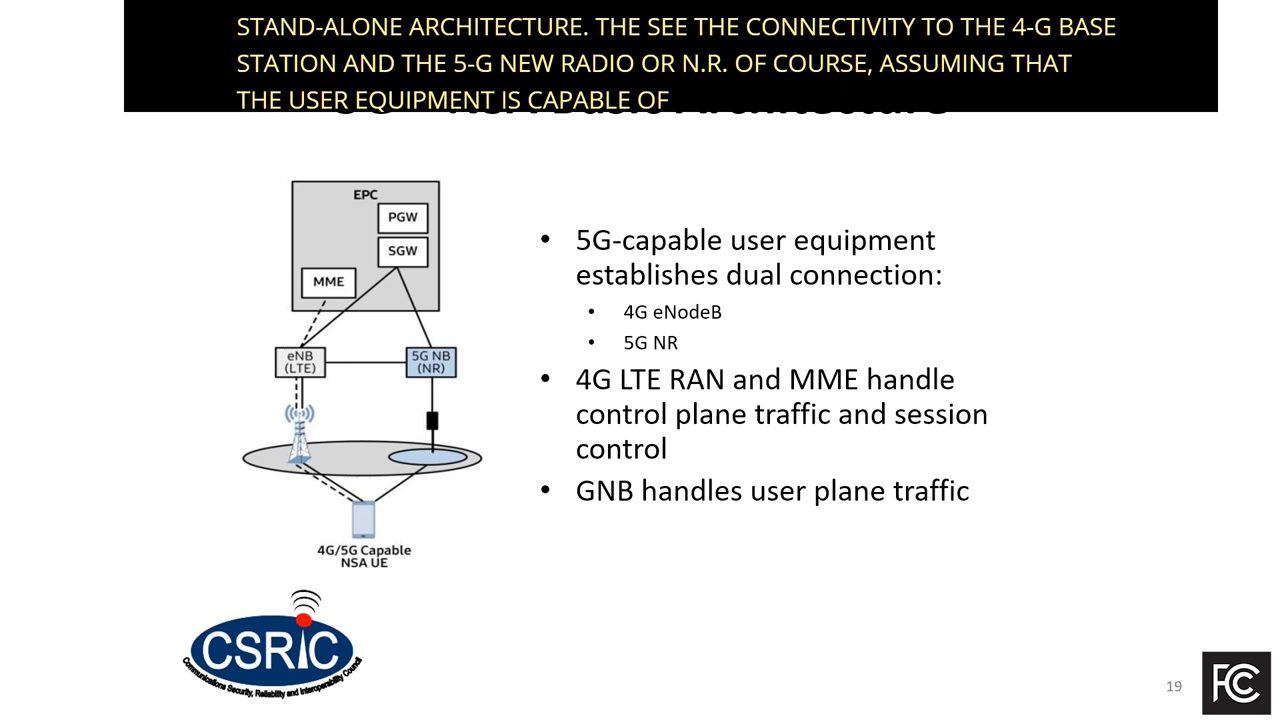 STAND-ALONE ARCHITECTURE. THE SEE THE CONNECTIVITY TO THE 4-G BASE
STATION AND THE 5-G NEW RADIO OR N.R. OF COURSE, ASSUMING THAT
THE USER EQUIPMENT IS CAPABLE OF
EPC
PGW
SGW
MME
eNB
(LTE)
5G NB
(NR)
4G/5G Capable
NSA UE
• 5G-capable user equipment
establishes dual connection:
• 4G eNodeB
• 5G NR
• 4G LTE RAN and MME handle
control plane traffic and session
control
• GNB handles user plane traffic
CSRIC
Communications Security, Reliability and Interoperability Council
19
FCC